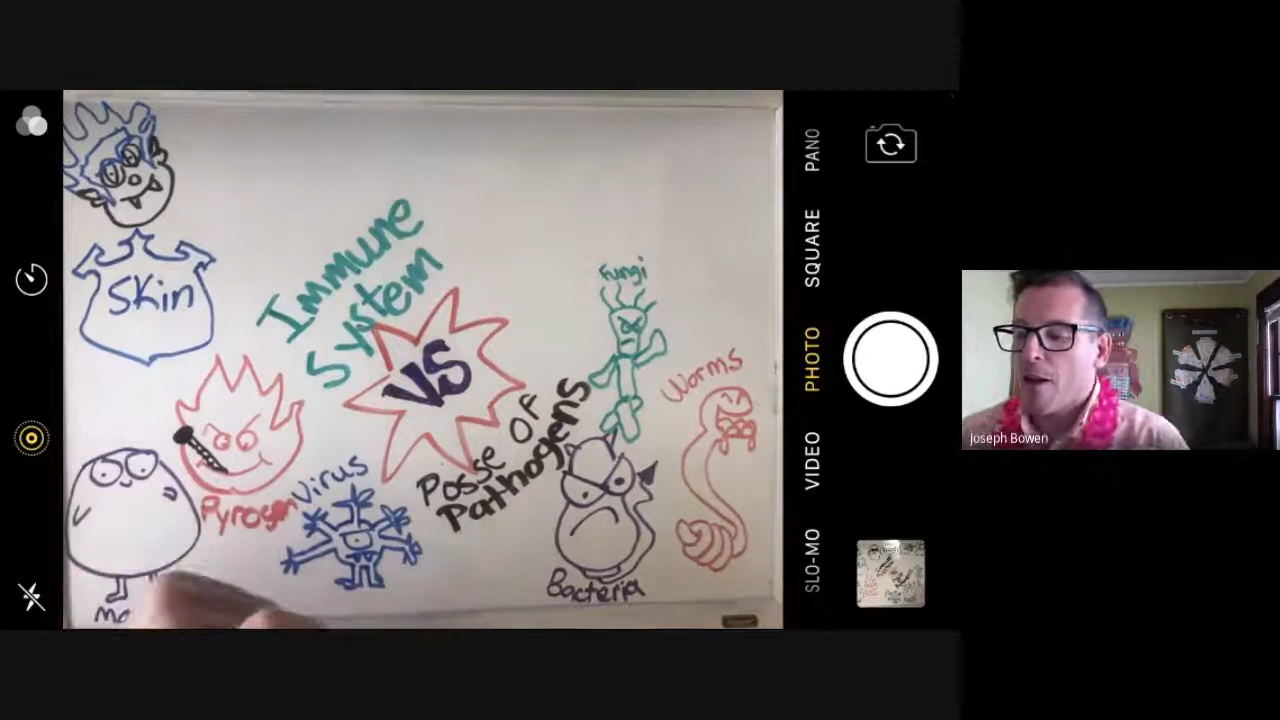 Skin
Immune
System
VS
Posse
OF
Pathogens
Fungi
Worms
Pyrogen
Virus
Bacteria
PANO
SQUARE
PHOTO
VIDEO
SLO-MO
Joseph Bowen